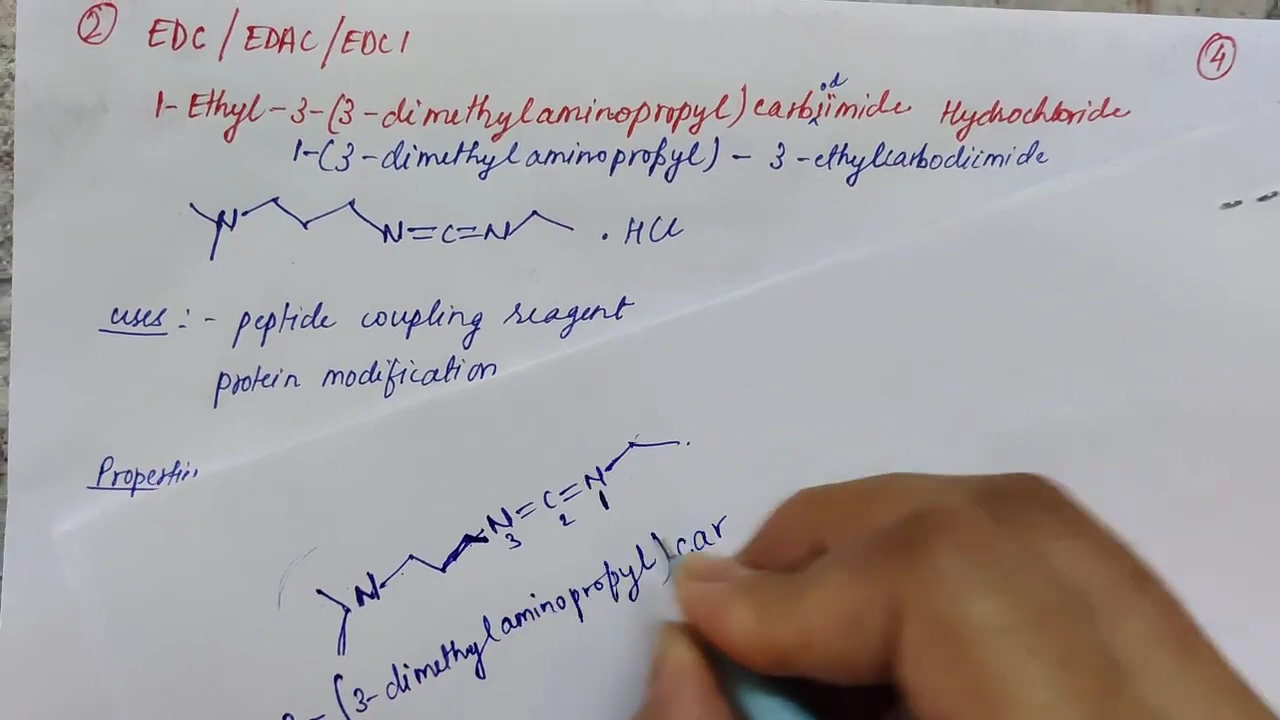 ② EDC / EDAC / EDCI
④
1-Ethyl-3-(3-dimethylaminopropyl) carbodiimide Hydrochloride
1-(3-dimethylaminopropyl) - 3-ethylcarbodiimide
N N=C=N . HCl
uses : - peptide coupling reagent
protein modification
Properti
N N=C=N
3 2 1
(3-dimethylaminopropyl) car